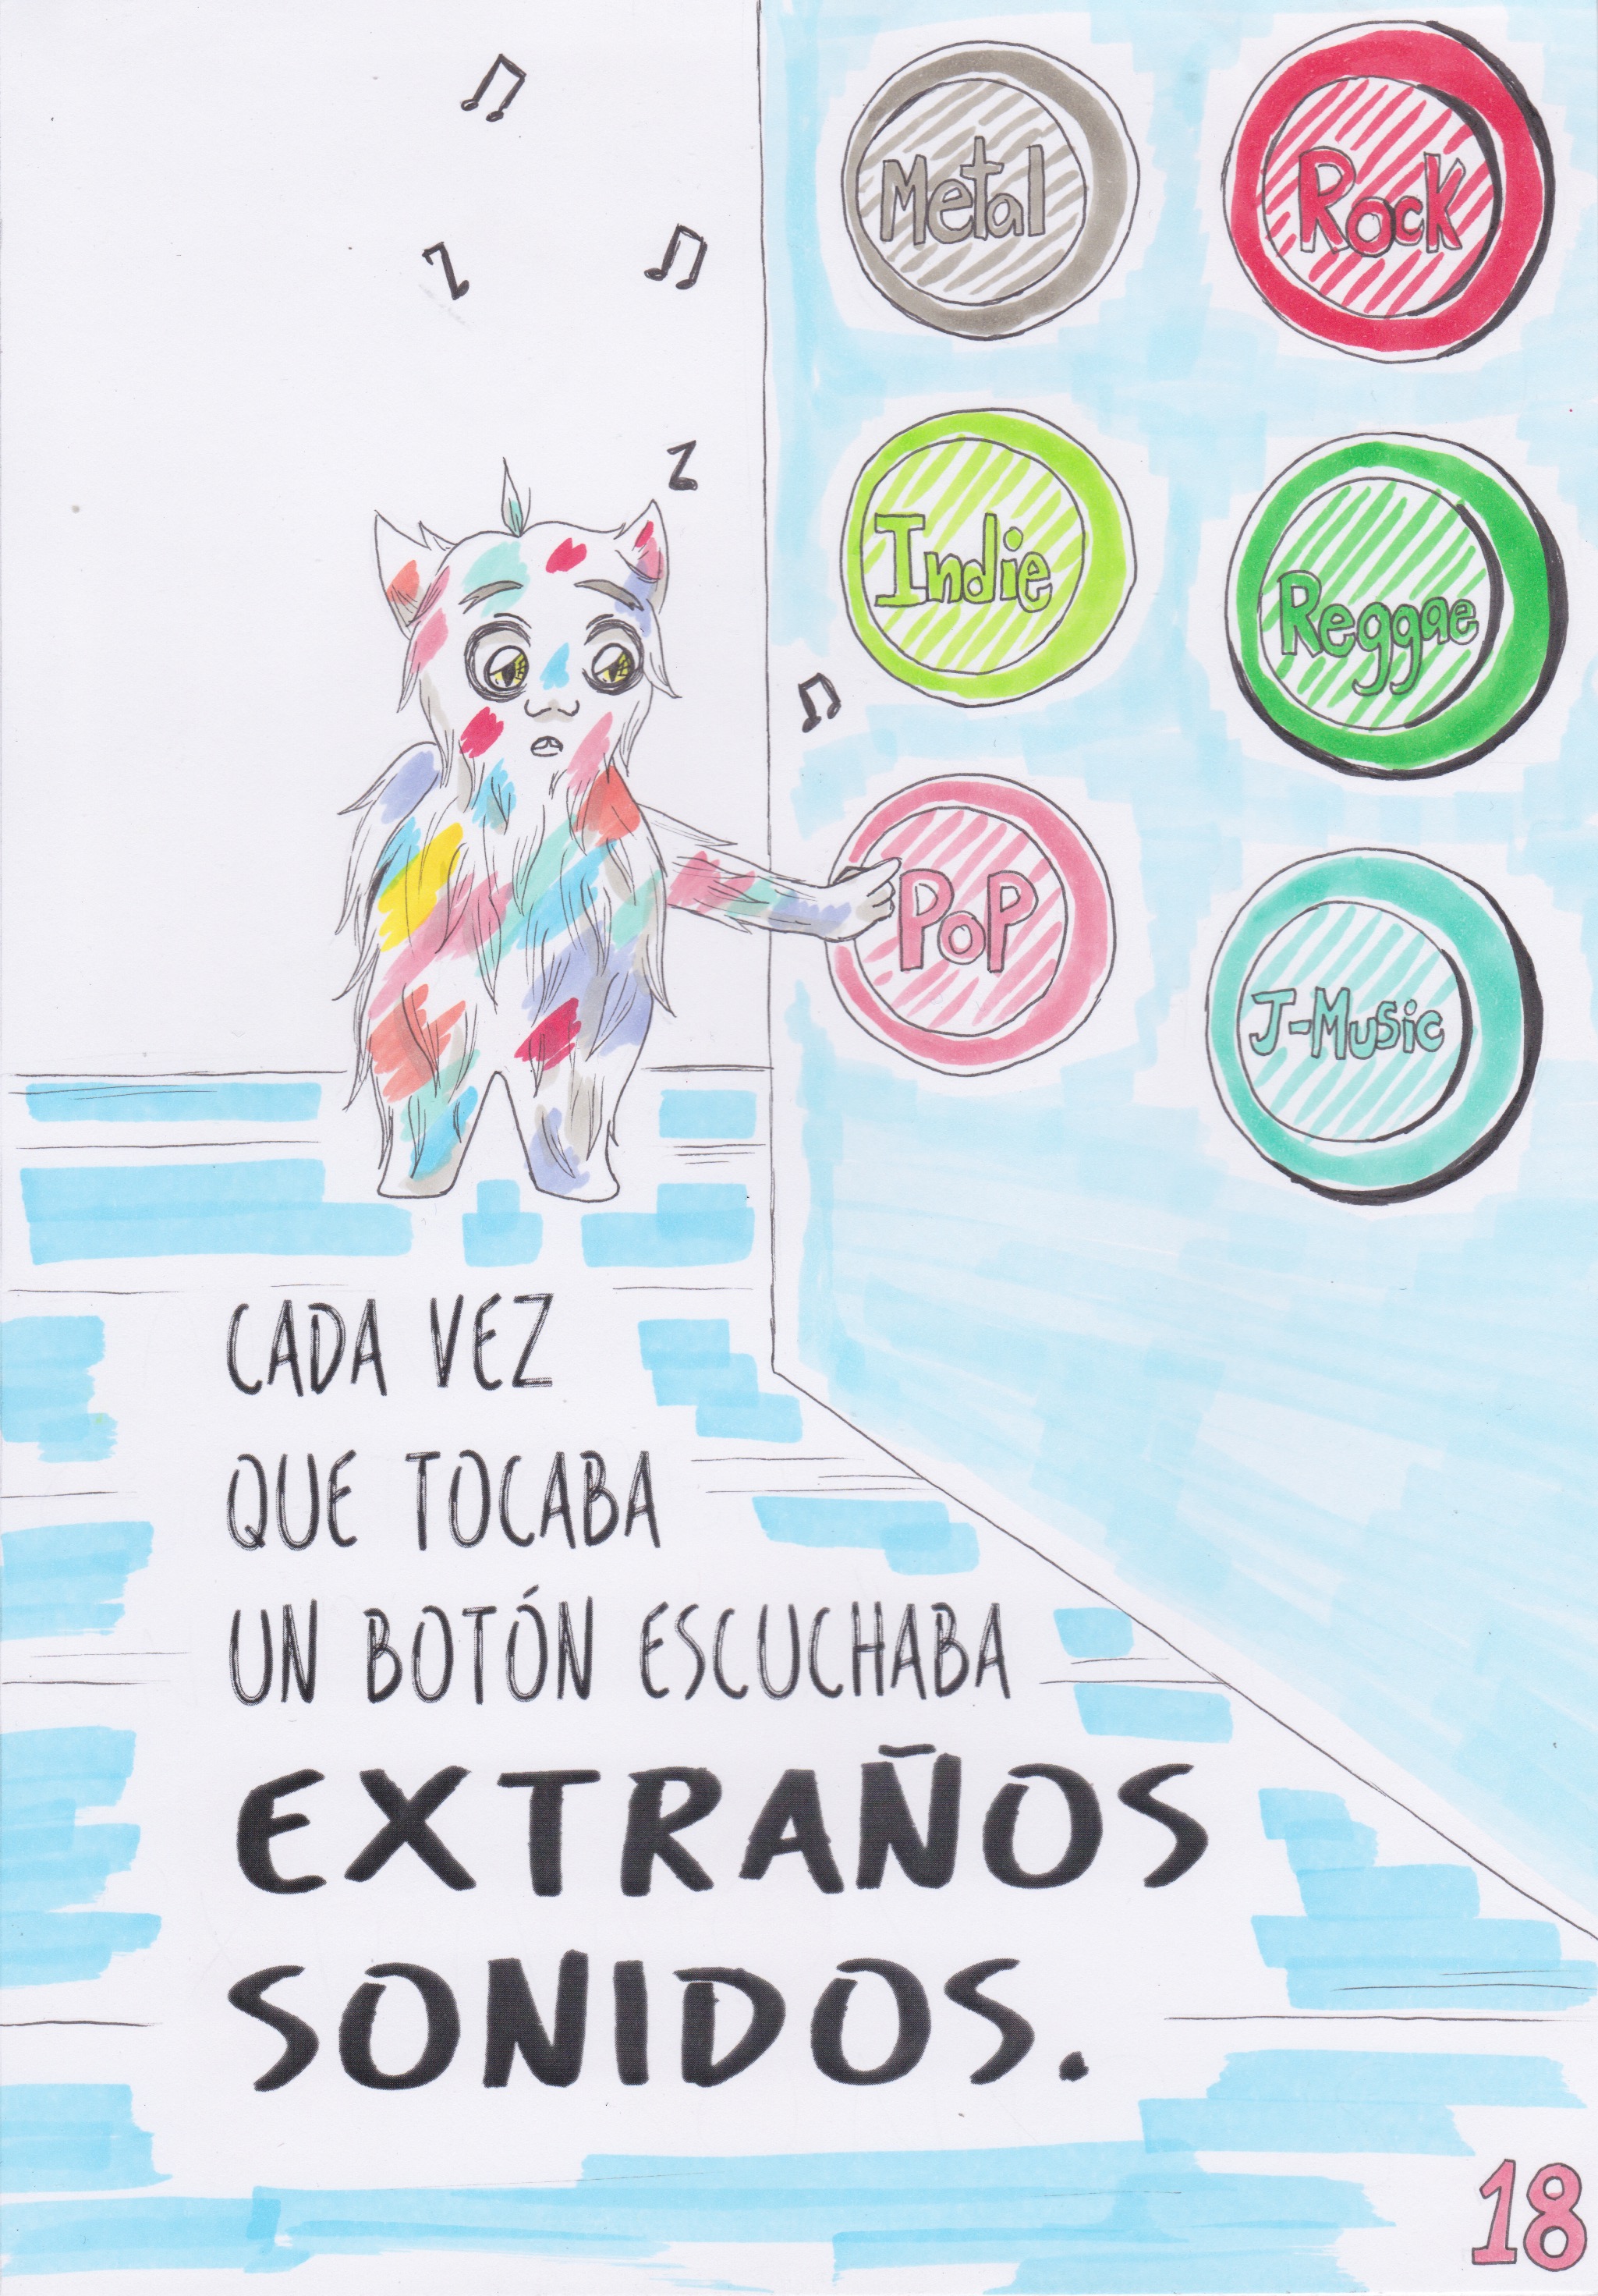 Metal
Rock
Indie
Reggae
Pop
J-Music
CADA VEZ
QUE TOCABA
UN BOTÓN ESCUCHABA
EXTRAÑOS
SONIDOS.
18